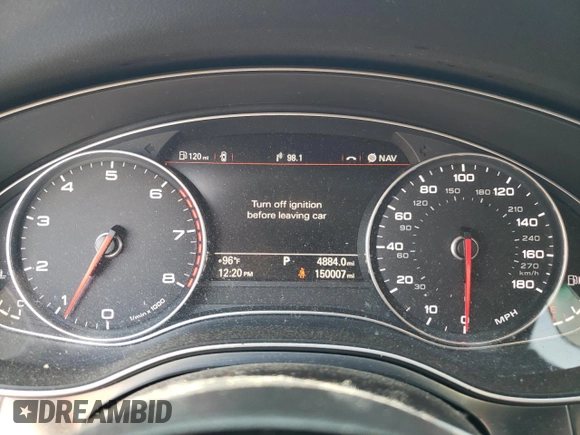 120 mi 98.1 NAV
Turn off ignition
before leaving car
+96°F P 4884.0 mi
12:20 PM 150007 mi
0 1 2 3 4 5 6 7 8
1/min x 1000
0 10 20 40 60 80 100 120 140 160 180
30 60 90 120 150 180 210 240 270
km/h
MPH
DREAMBID